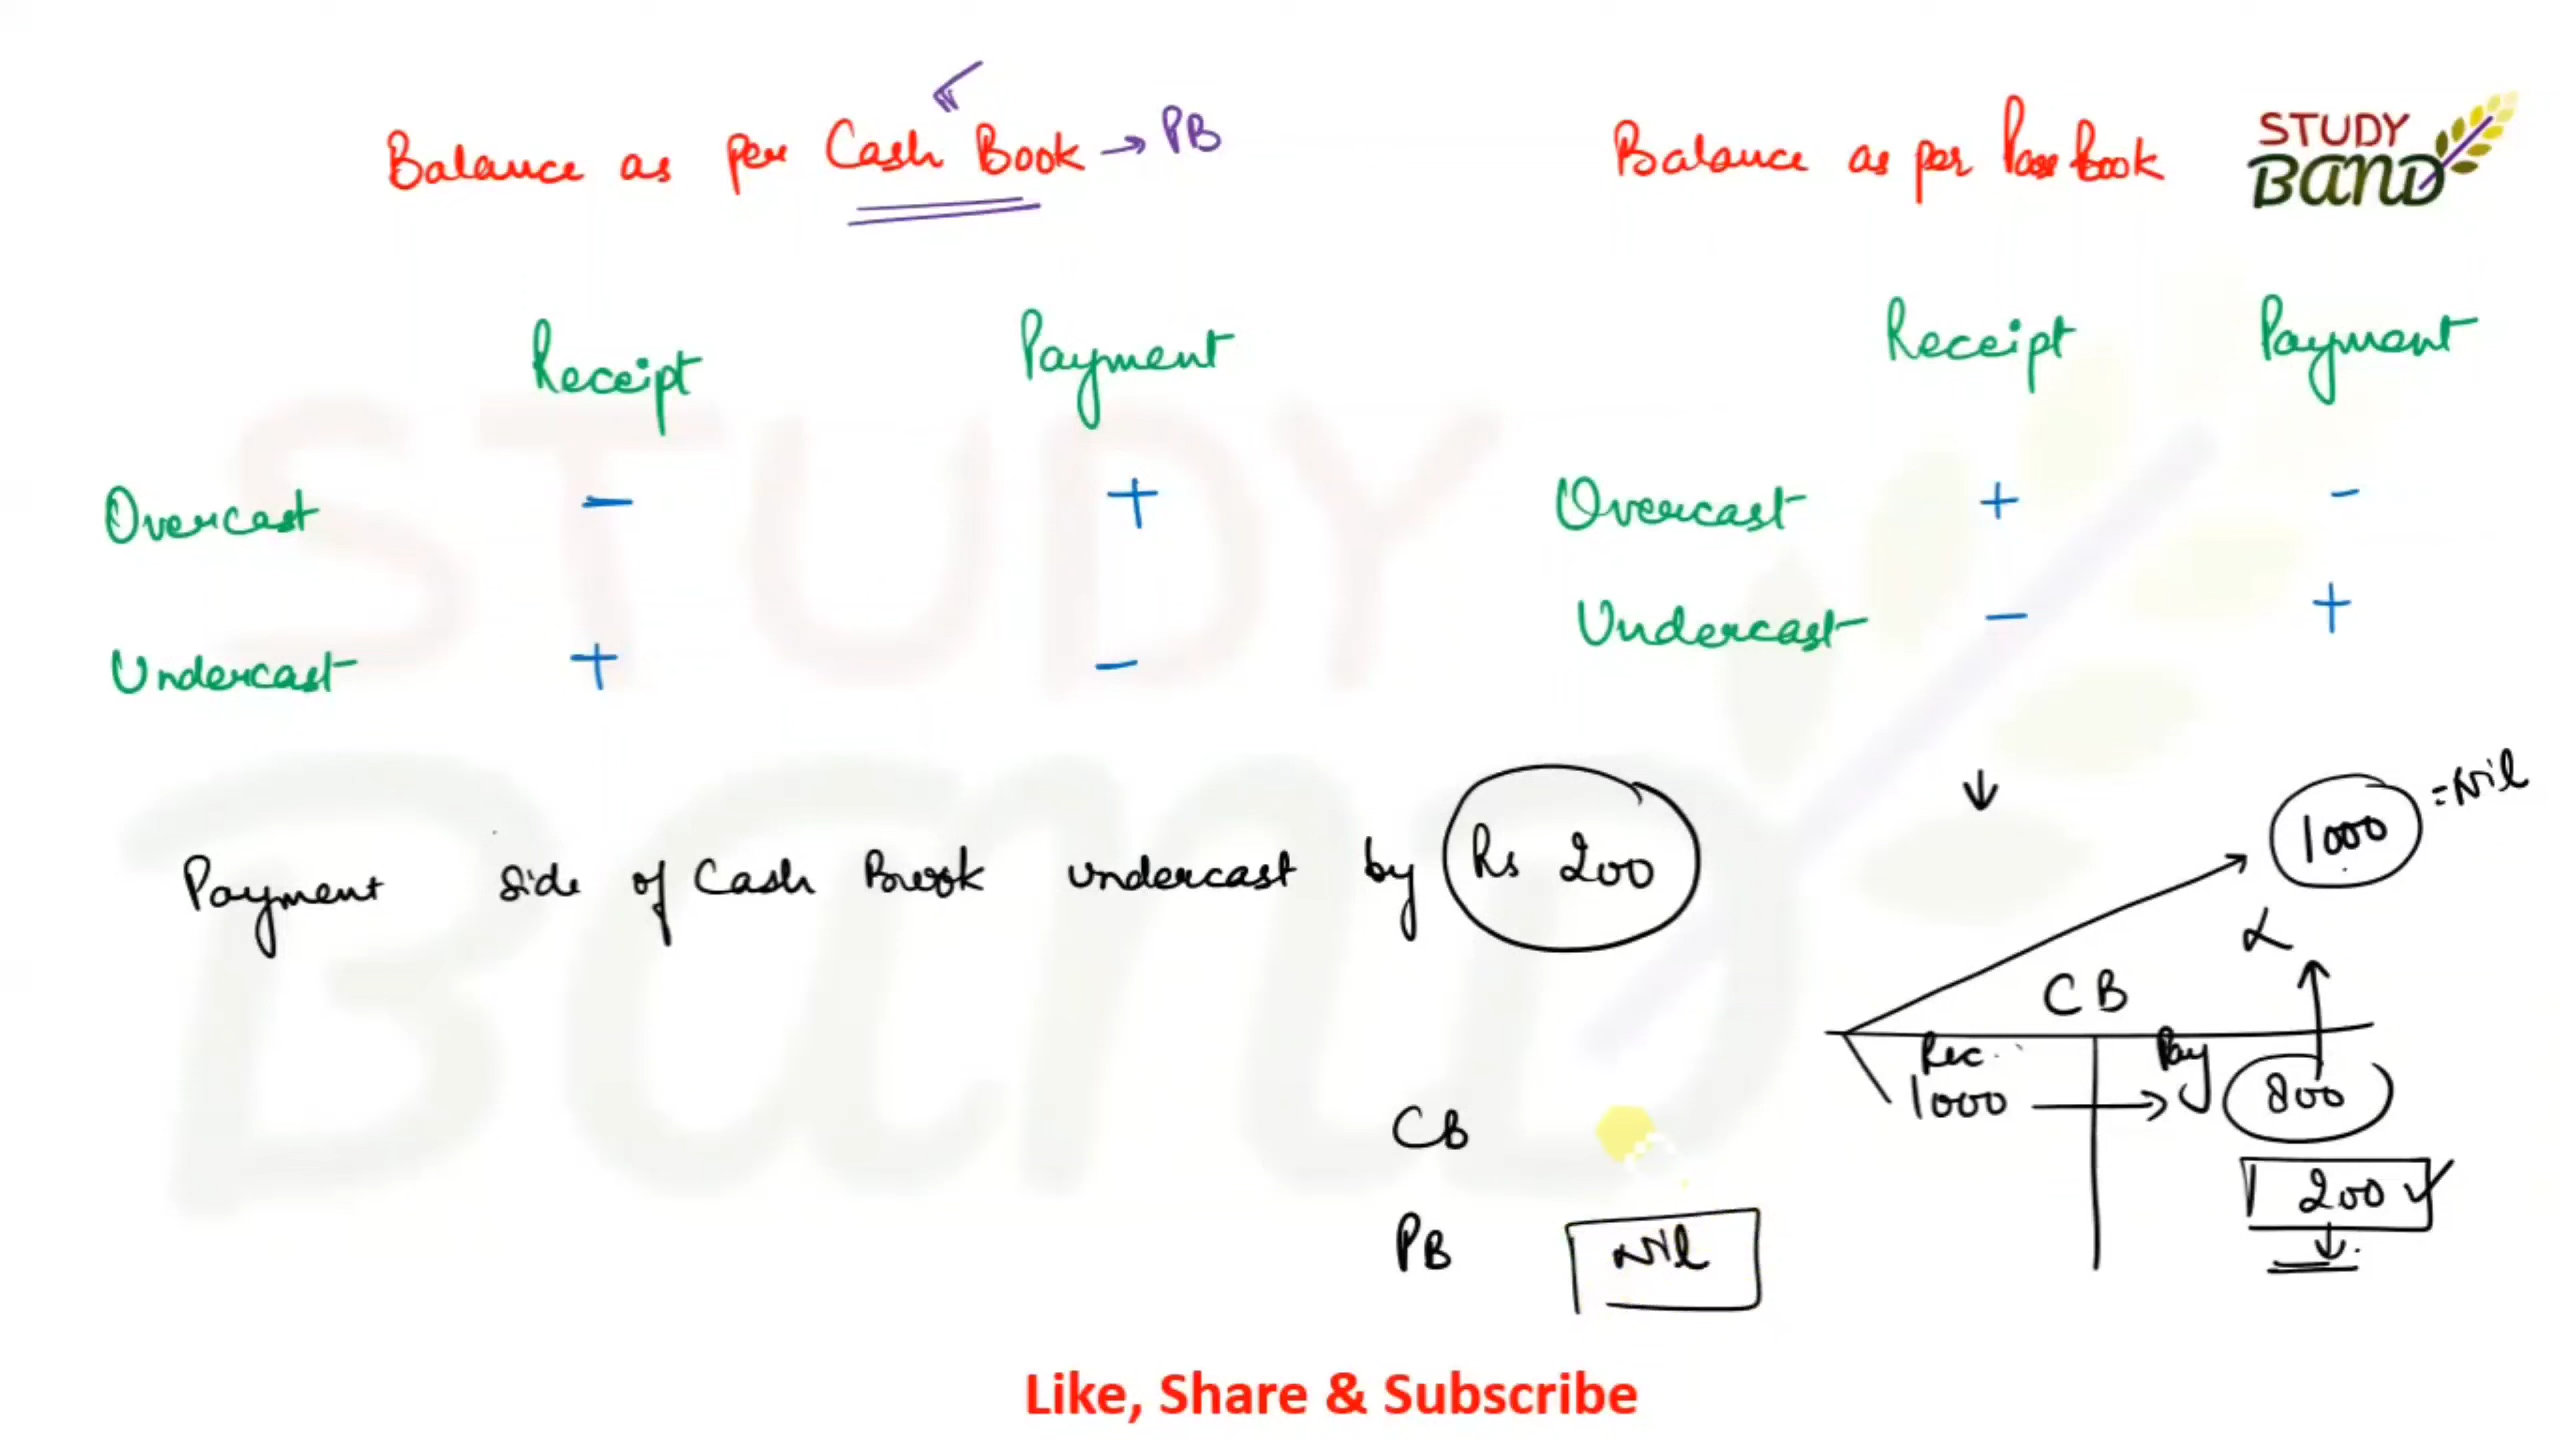 Balance as per Cash Book → PB
Balance as per Pass Book
STUDY
BanD
Receipt Payment
Receipt Payment
Overcast - +
Overcast + -
Undercast + -
Undercast - +
↓
1000 = Nil
Payment side of Cash Book undercast by Rs 200
CB
Rec. Pay
1000 → 800
200 ✓
CB
PB Nil
Like, Share & Subscribe
STUDY
BanD